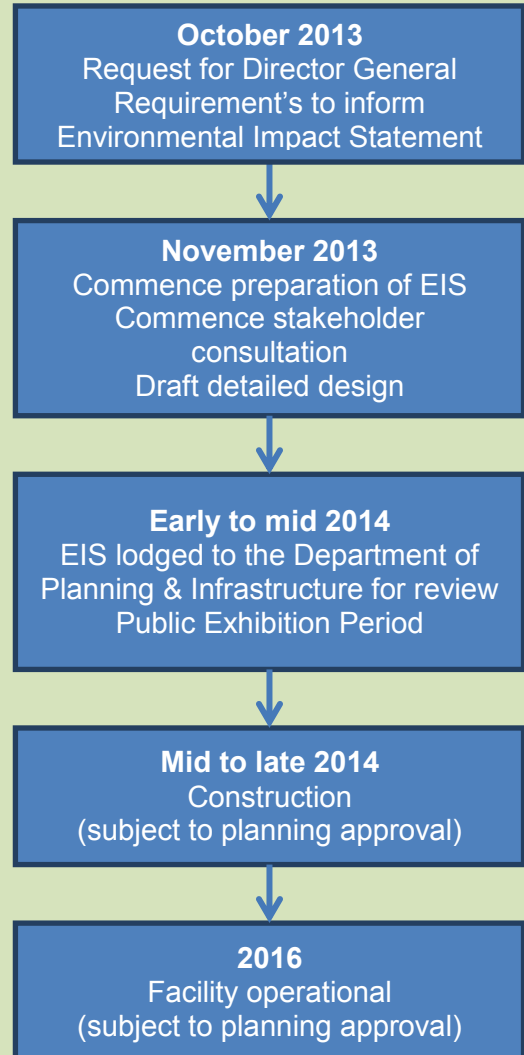 October 2013
Request for Director General
Requirement's to inform
Environmental Impact Statement
November 2013
Commence preparation of EIS
Commence stakeholder
consultation
Draft detailed design
Early to mid 2014
EIS lodged to the Department of
Planning & Infrastructure for review
Public Exhibition Period
Mid to late 2014
Construction
(subject to planning approval)
2016
Facility operational
(subject to planning approval)